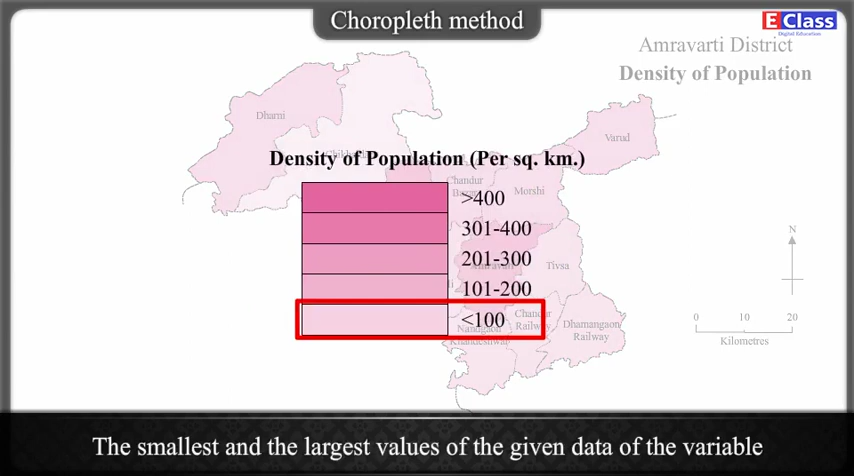 Choropleth method
EClass
Digital Education
Amravarti District
Density of Population
Dharni
Varud
Density of Population (Per sq. km.)
Chandur
Morshi
>400
301-400
201-300
101-200
<100
Tivsa
N
Chandur
Railway
Nandgaon
Khandeshwar
Dhamangaon
Railway
0 10 20
Kilometres
The smallest and the largest values of the given data of the variable